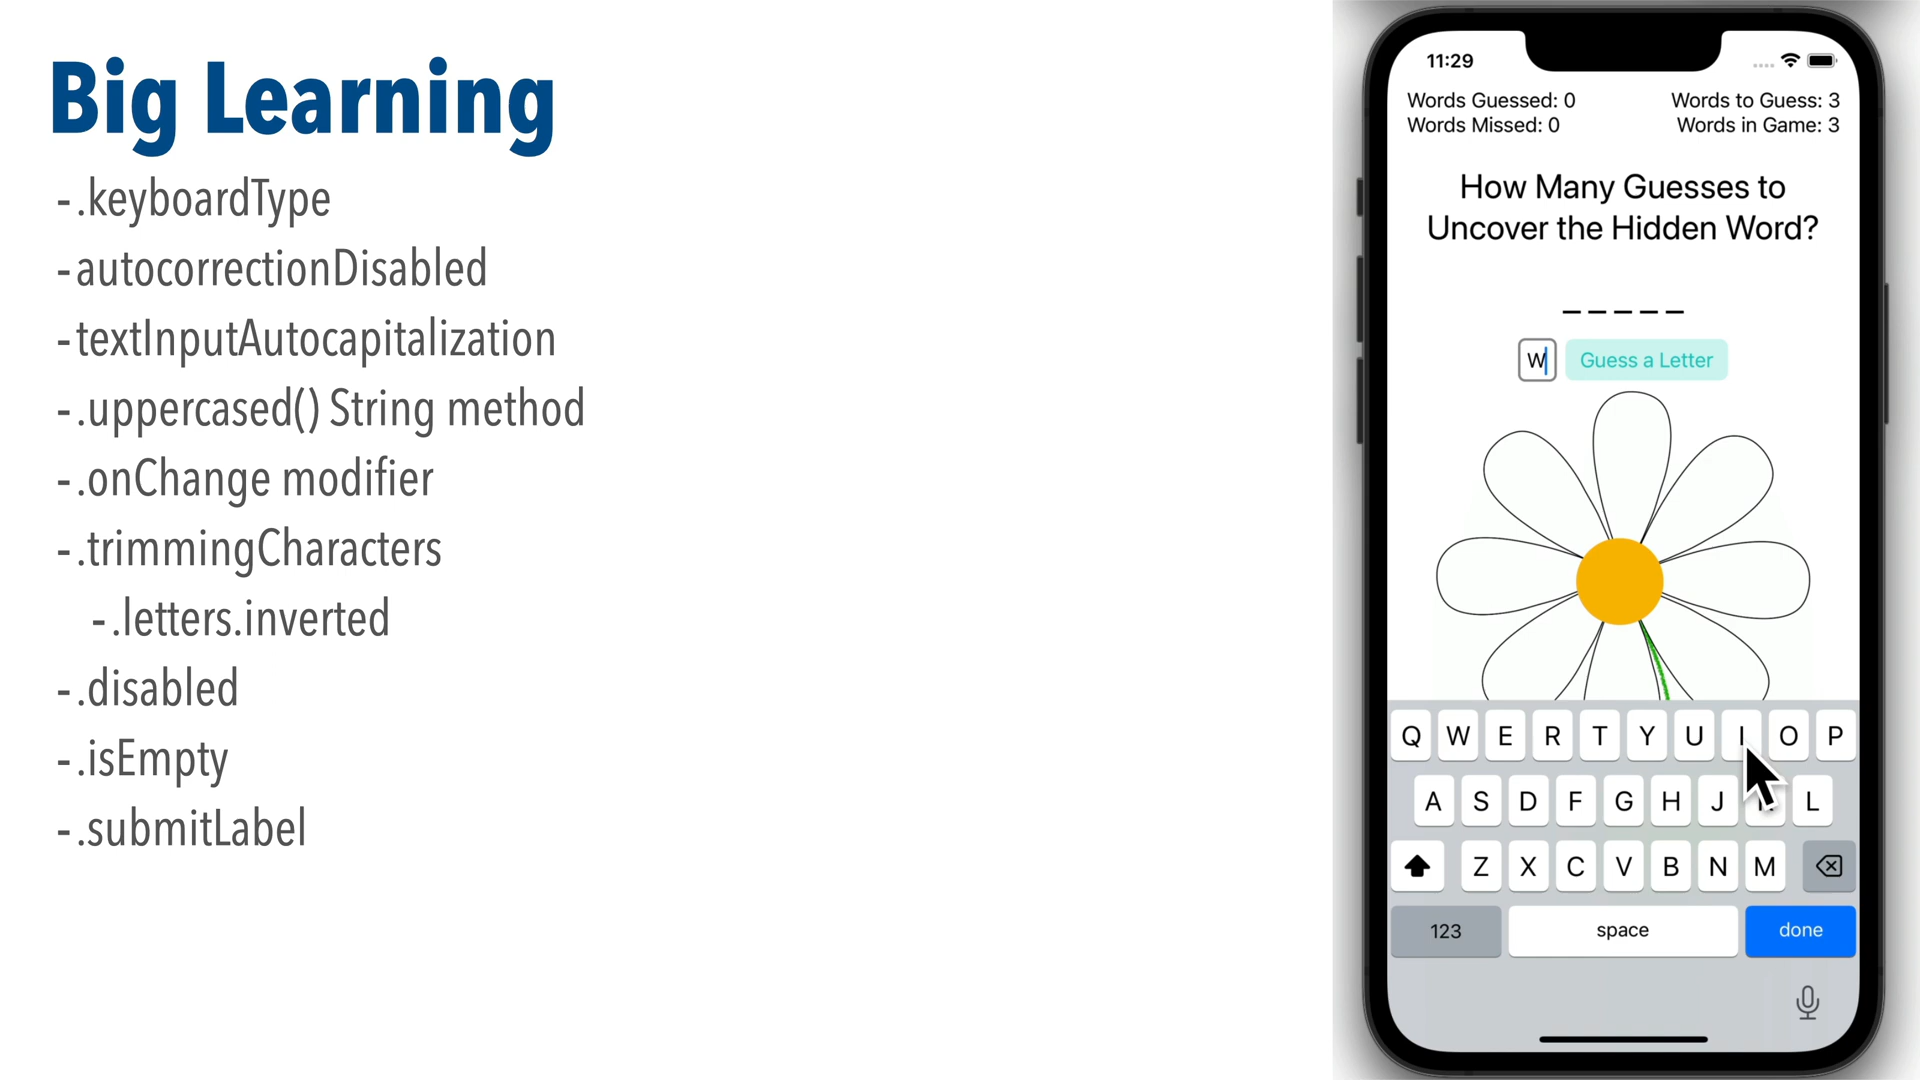 Big Learning
- .keyboardType
- autocorrectionDisabled
- textInputAutocapitalization
- .uppercased() String method
- .onChange modifier
- .trimmingCharacters
- .letters.inverted
- .disabled
- .isEmpty
- .submitLabel
11:29
Words Guessed: 0
Words to Guess: 3
Words Missed: 0
Words in Game: 3
How Many Guesses to
Uncover the Hidden Word?
_ _ _ _ _
W
Guess a Letter
Q W E R T Y U I O P
A S D F G H J L
Z X C V B N M
123 space done